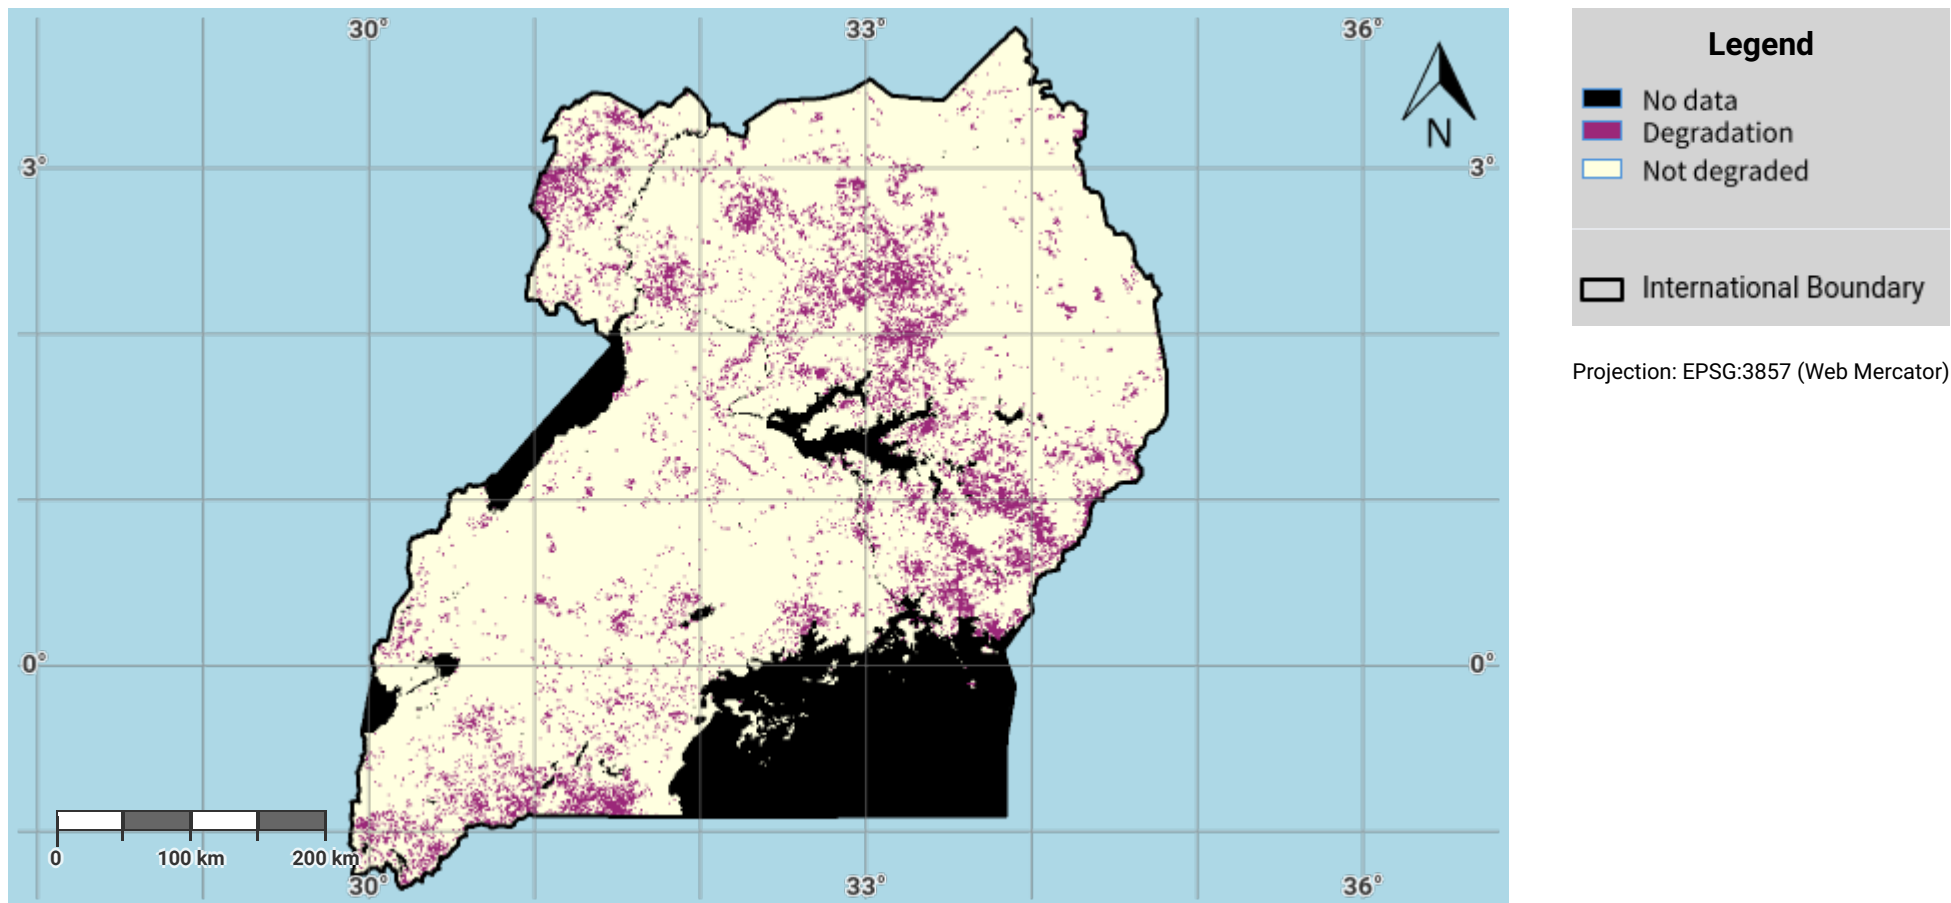 30° 33° 36°
N
3° 3°
0° 0°
0 100 km 200 km
30° 33° 36°
Legend
No data
Degradation
Not degraded
International Boundary
Projection: EPSG:3857 (Web Mercator)